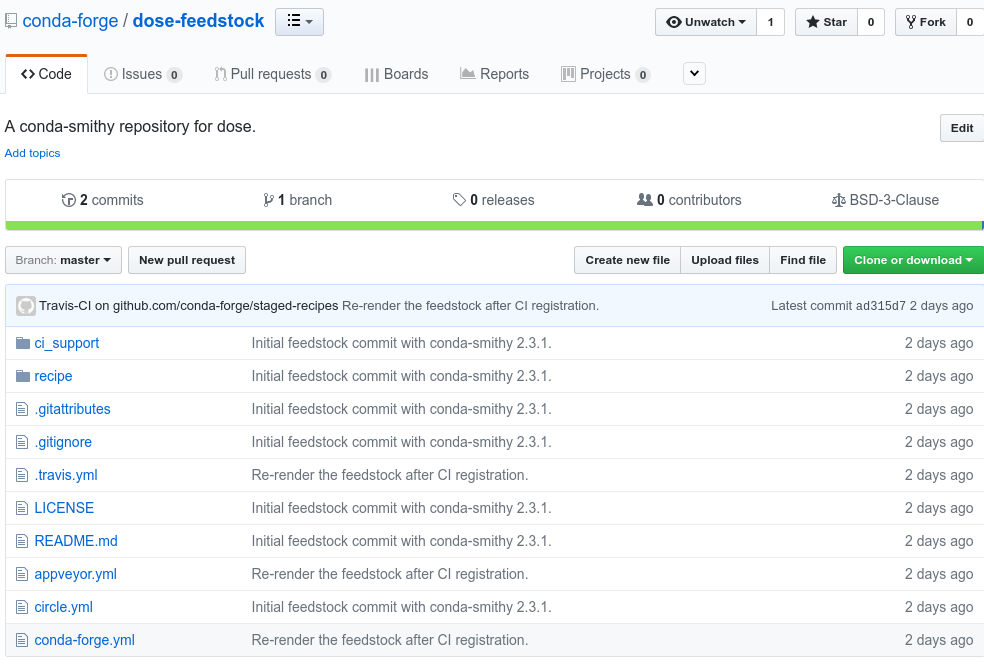 conda-forge / dose-feedstock Unwatch 1 Star 0 Fork 0
Code Issues 0 Pull requests 0 Boards Reports Projects 0
A conda-smithy repository for dose. Edit
Add topics
2 commits 1 branch 0 releases 0 contributors BSD-3-Clause
Branch: master New pull request Create new file Upload files Find file Clone or download
Travis-CI on github.com/conda-forge/staged-recipes Re-render the feedstock after CI registration. Latest commit ad315d7 2 days ago
ci_support Initial feedstock commit with conda-smithy 2.3.1. 2 days ago
recipe Initial feedstock commit with conda-smithy 2.3.1. 2 days ago
.gitattributes Initial feedstock commit with conda-smithy 2.3.1. 2 days ago
.gitignore Initial feedstock commit with conda-smithy 2.3.1. 2 days ago
.travis.yml Re-render the feedstock after CI registration. 2 days ago
LICENSE Initial feedstock commit with conda-smithy 2.3.1. 2 days ago
README.md Initial feedstock commit with conda-smithy 2.3.1. 2 days ago
appveyor.yml Re-render the feedstock after CI registration. 2 days ago
circle.yml Initial feedstock commit with conda-smithy 2.3.1. 2 days ago
conda-forge.yml Re-render the feedstock after CI registration. 2 days ago